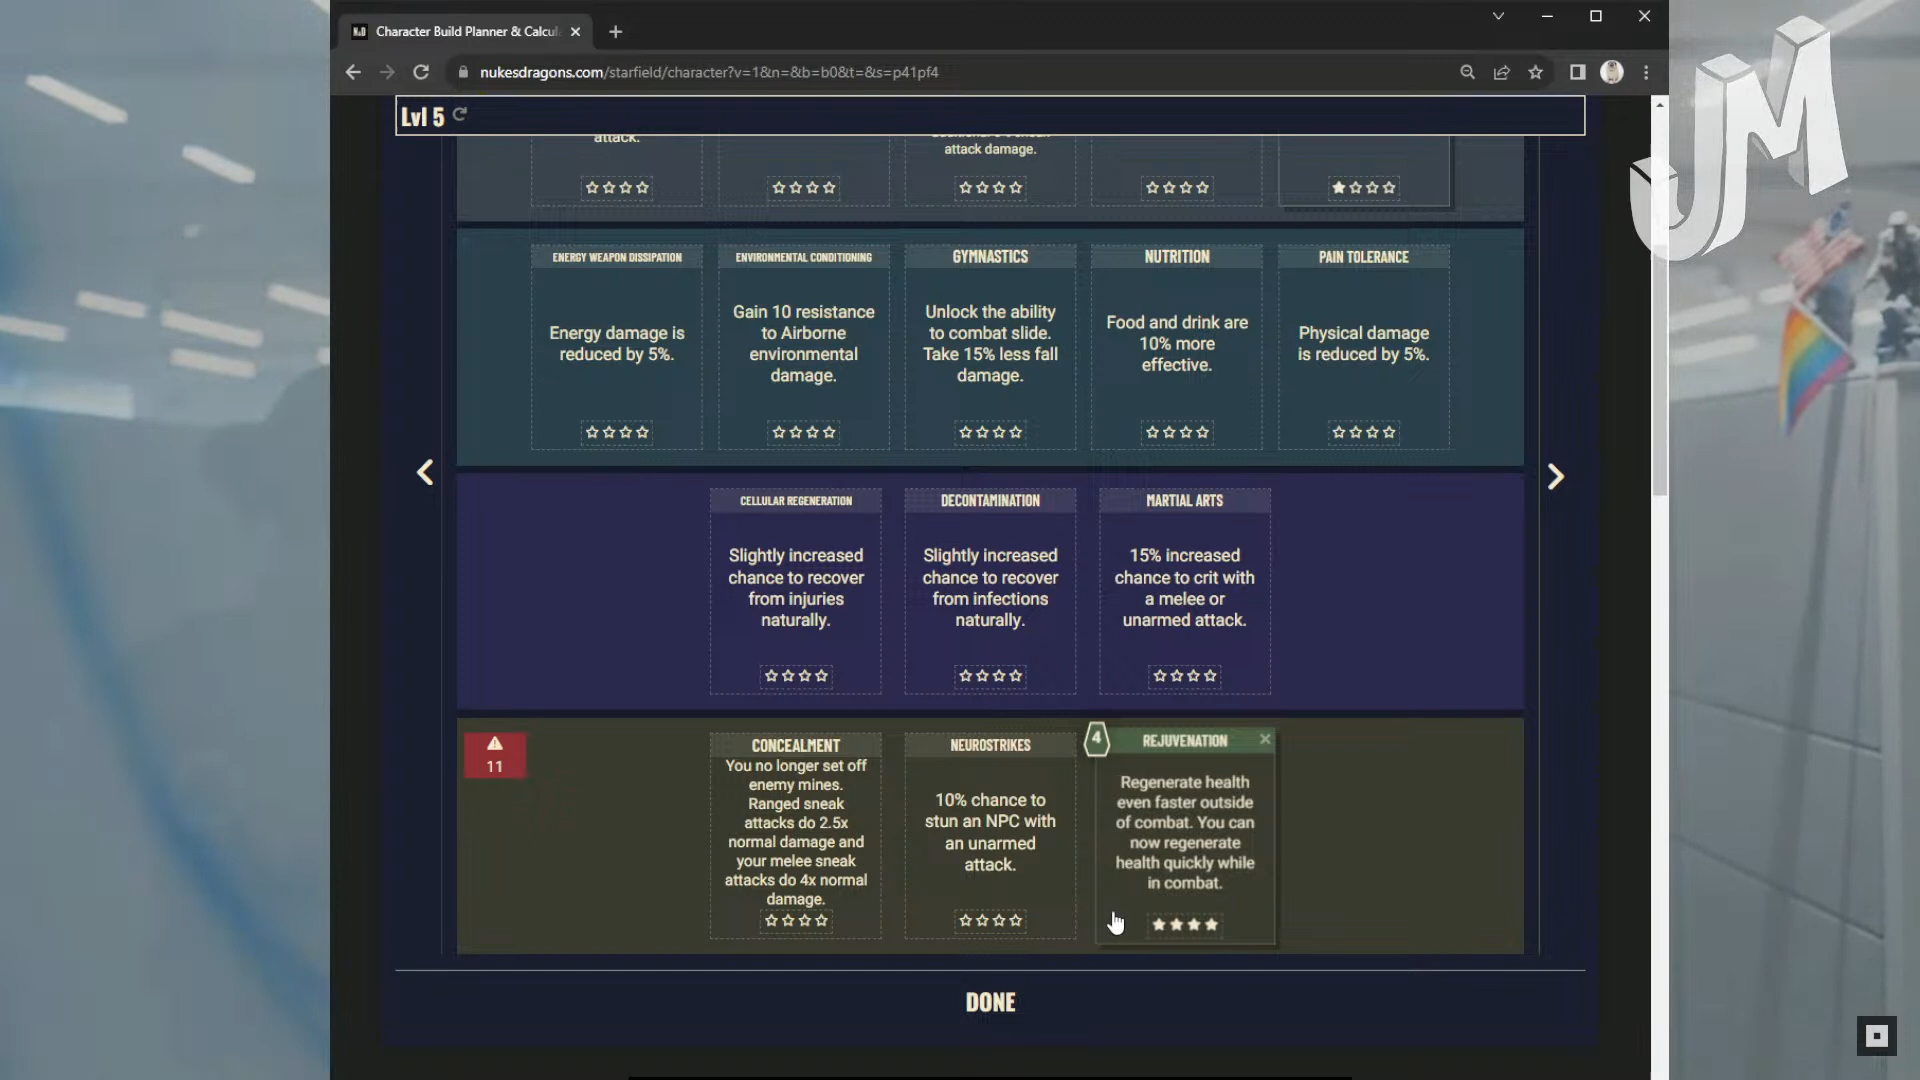 Character Build Planner & Calcul
nukesdragons.com/starfield/character?v=1&n=&b=b0&t=&s=p41pf4
JM
Lvl 5
attack.
attack damage.
ENERGY WEAPON DISSIPATION
Energy damage is
reduced by 5%.
ENVIRONMENTAL CONDITIONING
Gain 10 resistance
to Airborne
environmental
damage.
GYMNASTICS
Unlock the ability
to combat slide.
Take 15% less fall
damage.
NUTRITION
Food and drink are
10% more
effective.
PAIN TOLERANCE
Physical damage
is reduced by 5%.
CELLULAR REGENERATION
Slightly increased
chance to recover
from injuries
naturally.
DECONTAMINATION
Slightly increased
chance to recover
from infections
naturally.
MARTIAL ARTS
15% increased
chance to crit with
a melee or
unarmed attack.
11
CONCEALMENT
You no longer set off
enemy mines.
Ranged sneak
attacks do 2.5x
normal damage and
your melee sneak
attacks do 4x normal
damage.
NEUROSTRIKES
10% chance to
stun an NPC with
an unarmed
attack.
4
REJUVENATION
Regenerate health
even faster outside
of combat. You can
now regenerate
health quickly while
in combat.
DONE